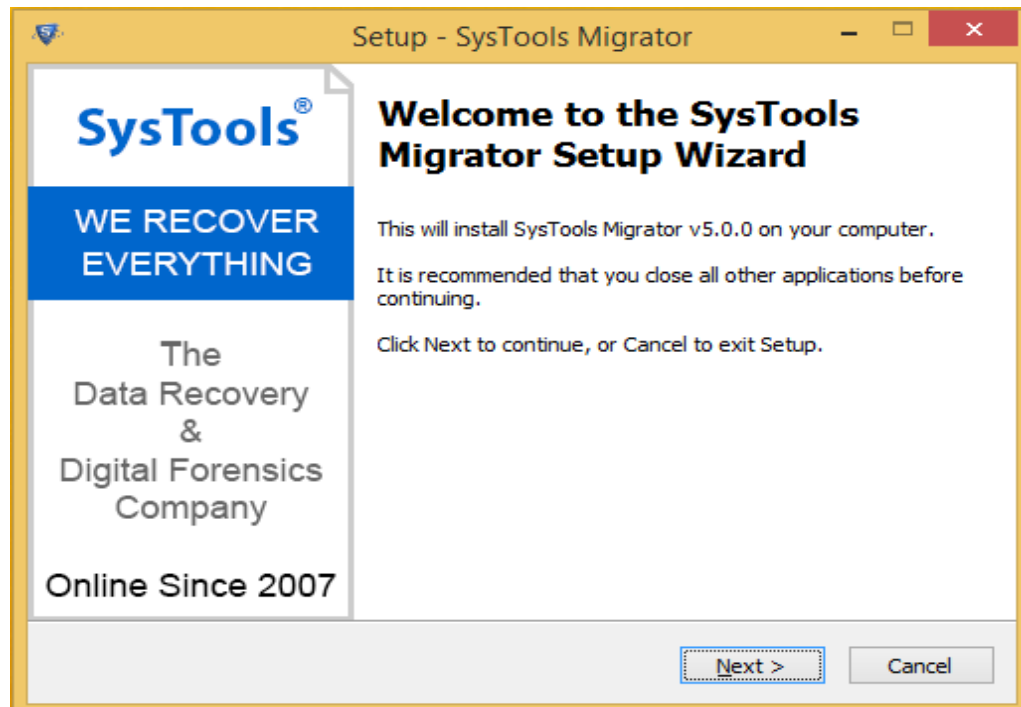 Setup - SysTools Migrator
SysTools®
WE RECOVER
EVERYTHING
The
Data Recovery
&
Digital Forensics
Company
Online Since 2007
Welcome to the SysTools
Migrator Setup Wizard
This will install SysTools Migrator v5.0.0 on your computer.
It is recommended that you close all other applications before
continuing.
Click Next to continue, or Cancel to exit Setup.
Next >
Cancel